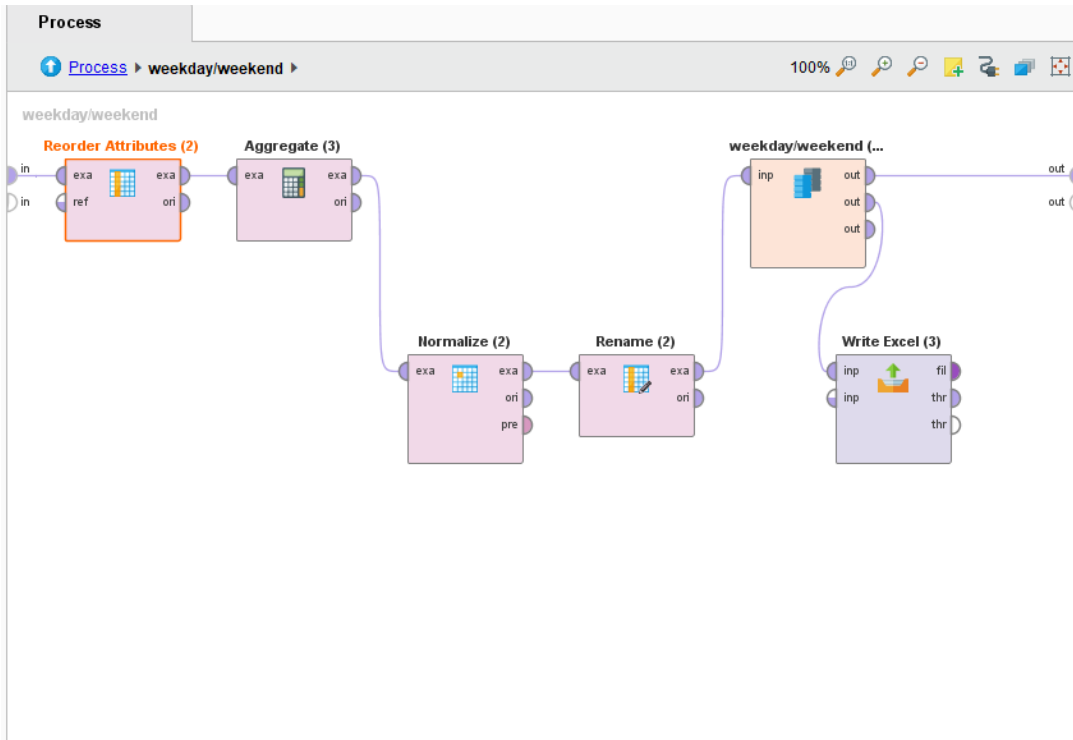 Process
Process weekday/weekend
100%
weekday/weekend
Reorder Attributes (2)
Aggregate (3)
weekday/weekend (...
in
exa
exa
exa
exa
inp
out
out
in
ref
ori
ori
out
out
out
Normalize (2)
Rename (2)
Write Excel (3)
exa
exa
exa
exa
inp
fil
ori
ori
inp
thr
pre
thr